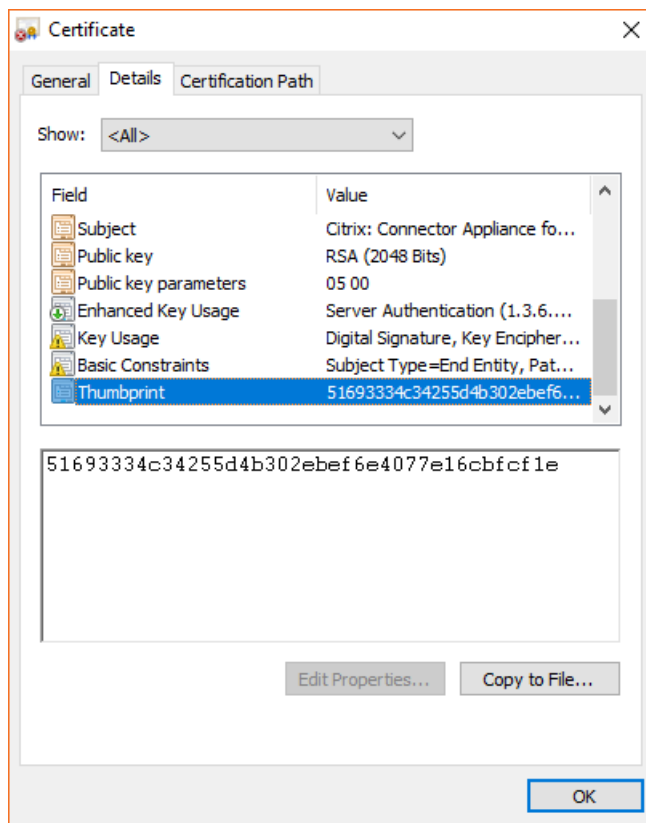 Certificate
General Details Certification Path
Show: <All>
Field Value
Subject Citrix: Connector Appliance fo...
Public key RSA (2048 Bits)
Public key parameters 05 00
Enhanced Key Usage Server Authentication (1.3.6....
Key Usage Digital Signature, Key Encipher...
Basic Constraints Subject Type=End Entity, Pat...
Thumbprint 51693334c34255d4b302ebef6...
51693334c34255d4b302ebef6e4077e16cbfcf1e
Edit Properties... Copy to File...
OK